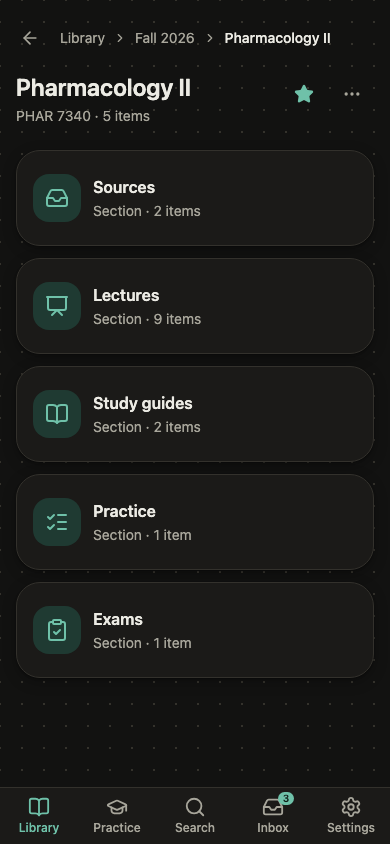 Library > Fall 2026 > Pharmacology II
Pharmacology II
PHAR 7340 · 5 items
Sources
Section · 2 items
Lectures
Section · 9 items
Study guides
Section · 2 items
Practice
Section · 1 item
Exams
Section · 1 item
3
Library Practice Search Inbox Settings